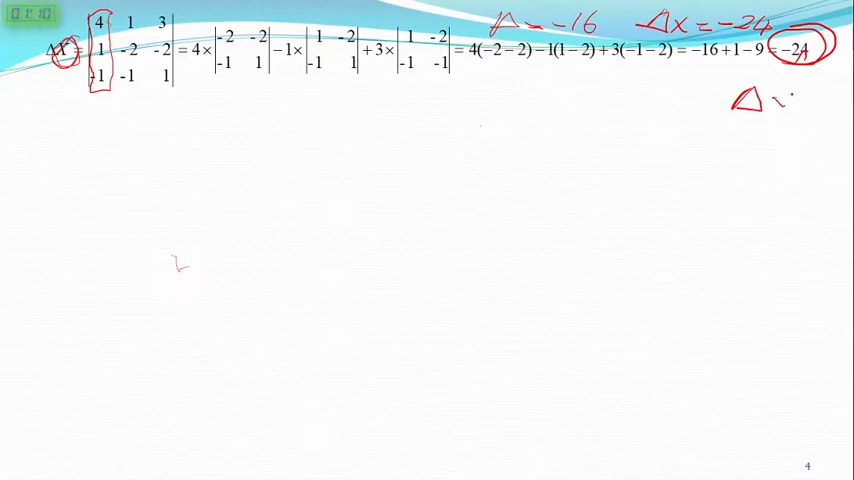 01:10
Δ = -16 Δx = -24
ΔX = | 4 1 3 | = 4 × | -2 -2 | − 1 × | 1 -2 | + 3 × | 1 -2 | = 4(−2−2) − 1(1−2) + 3(−1−2) = −16 + 1 − 9 = −24
| 1 -2 -2 | | -1 1 | | -1 1 | | -1 -1 |
| -1 -1 1 |
Δ
4